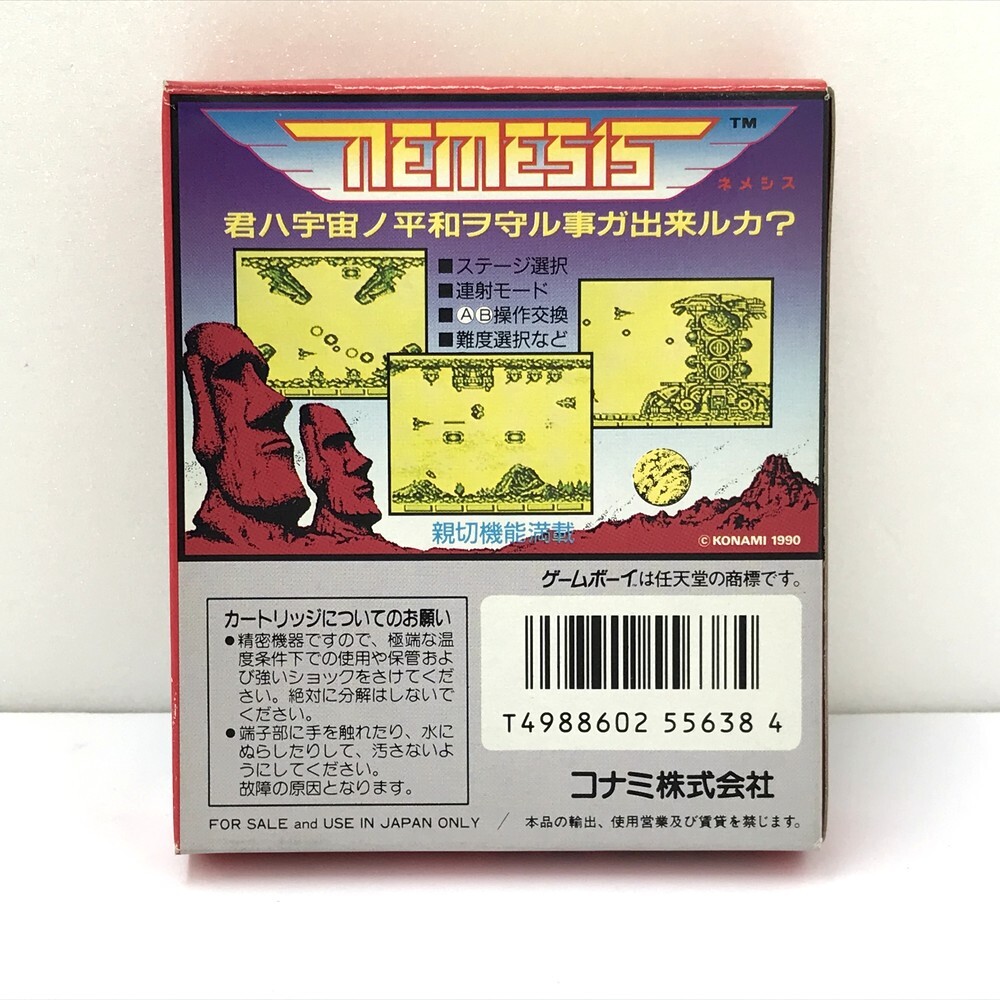 NEMESIS TM
ネメシス
君ハ宇宙ノ平和ヲ守ル事ガ出来ルカ?
■ステージ選択
■連射モード
■ⒶⒷ操作交換
■難度選択など
親切機能満載
© KONAMI 1990
ゲームボーイ™は任天堂の商標です。
カートリッジについてのお願い
●精密機器ですので、極端な温
度条件下での使用や保管およ
び強いショックをさけてくだ
さい。絶対に分解はしないで
ください。
●端子部に手を触れたり、水に
ぬらしたりして、汚さないよ
うにしてください。
故障の原因となります。
T4988602 55638 4
コナミ株式会社
FOR SALE and USE IN JAPAN ONLY / 本品の輸出、使用営業及び賃貸を禁じます。